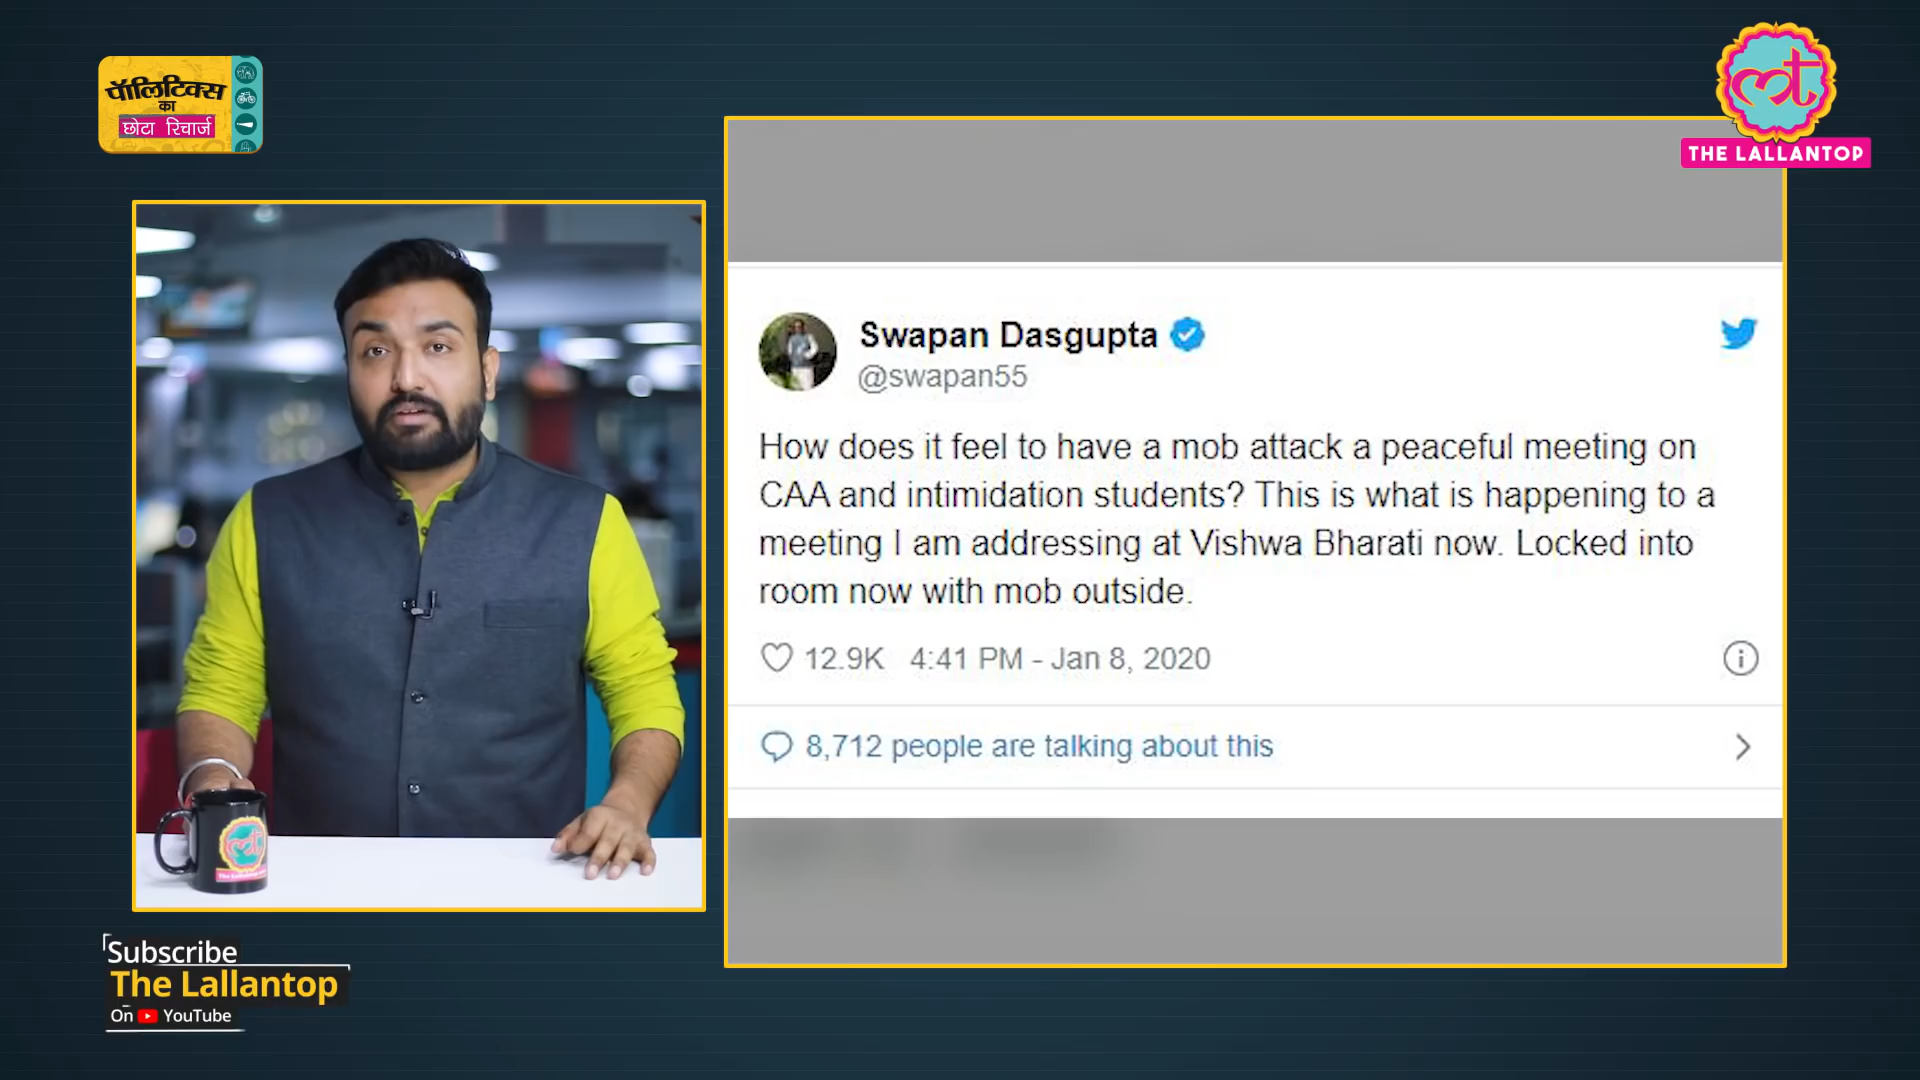 पॉलिटिक्स
का
छोटा रिचार्ज
THE LALLANTOP
Swapan Dasgupta
@swapan55
How does it feel to have a mob attack a peaceful meeting on
CAA and intimidation students? This is what is happening to a
meeting I am addressing at Vishwa Bharati now. Locked into
room now with mob outside.
12.9K 4:41 PM - Jan 8, 2020
8,712 people are talking about this
Subscribe
The Lallantop
On YouTube